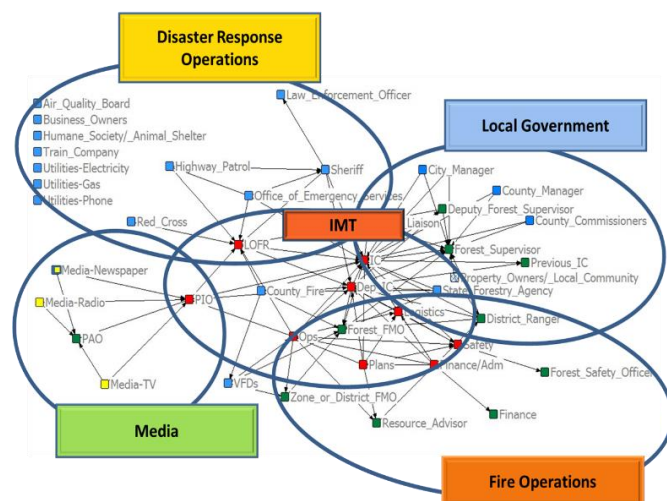 Disaster Response
Operations
Law_Enforcement_Officer
Air_Quality_Board
Business_Owners
Humane_Society/_Animal_Shelter
Train_Company
Utilities-Electricity
Utilities-Gas
Utilities-Phone
Local Government
Highway_Patrol
Sheriff
City_Manager
Office_of_Emergency_Services
County_Manager
Deputy_Forest_Supervisor
Red_Cross
IMT
Liaison
County_Commissioners
LOFR
Forest_Supervisor
IC
Previous_IC
Media-Newspaper
Property_Owners/_Local_Community
Dep_IC
State_Forestry_Agency
Media-Radio
PIO
County_Fire
Logistics
District_Ranger
PAO
Ops
Forest_FMO
Safety
Plans
Finance/Adm
Forest_Safety_Officer
Media-TV
VFDs
Zone_or_District_FMO
Finance
Resource_Advisor
Media
Fire Operations